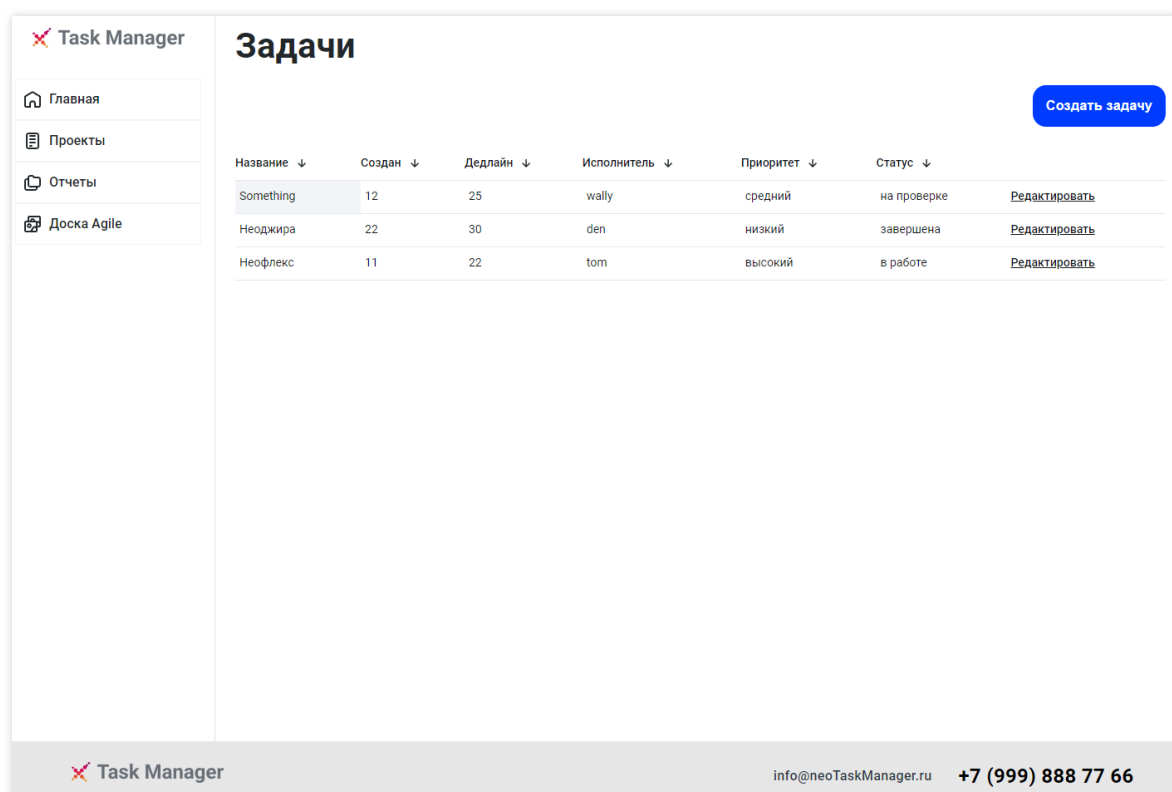 Task Manager
Главная
Проекты
Отчеты
Доска Agile
Задачи
Создать задачу
Название ↓ Создан ↓ Дедлайн ↓ Исполнитель ↓ Приоритет ↓ Статус ↓
Something 12 25 wally средний на проверке Редактировать
Неоджира 22 30 den низкий завершена Редактировать
Неофлекс 11 22 tom высокий в работе Редактировать
Task Manager info@neoTaskManager.ru +7 (999) 888 77 66